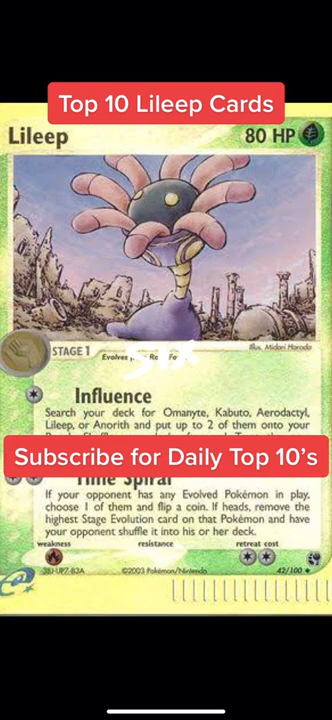 Top 10 Lileep Cards
Lileep 80 HP
STAGE 1
Evolves
Illus. Midori Harada
SIX
Influence
Search your deck for Omanyte, Kabuto, Aerodactyl,
Lileep, or Anorith and put up to 2 of them onto your
Subscribe for Daily Top 10's
Time Spiral
If your opponent has any Evolved Pokémon in play,
choose 1 of them and flip a coin. If heads, remove the
highest Stage Evolution card on that Pokémon and have
your opponent shuffle it into his or her deck.
weakness resistance retreat cost
©2003 Pokémon/Nintendo
42/100